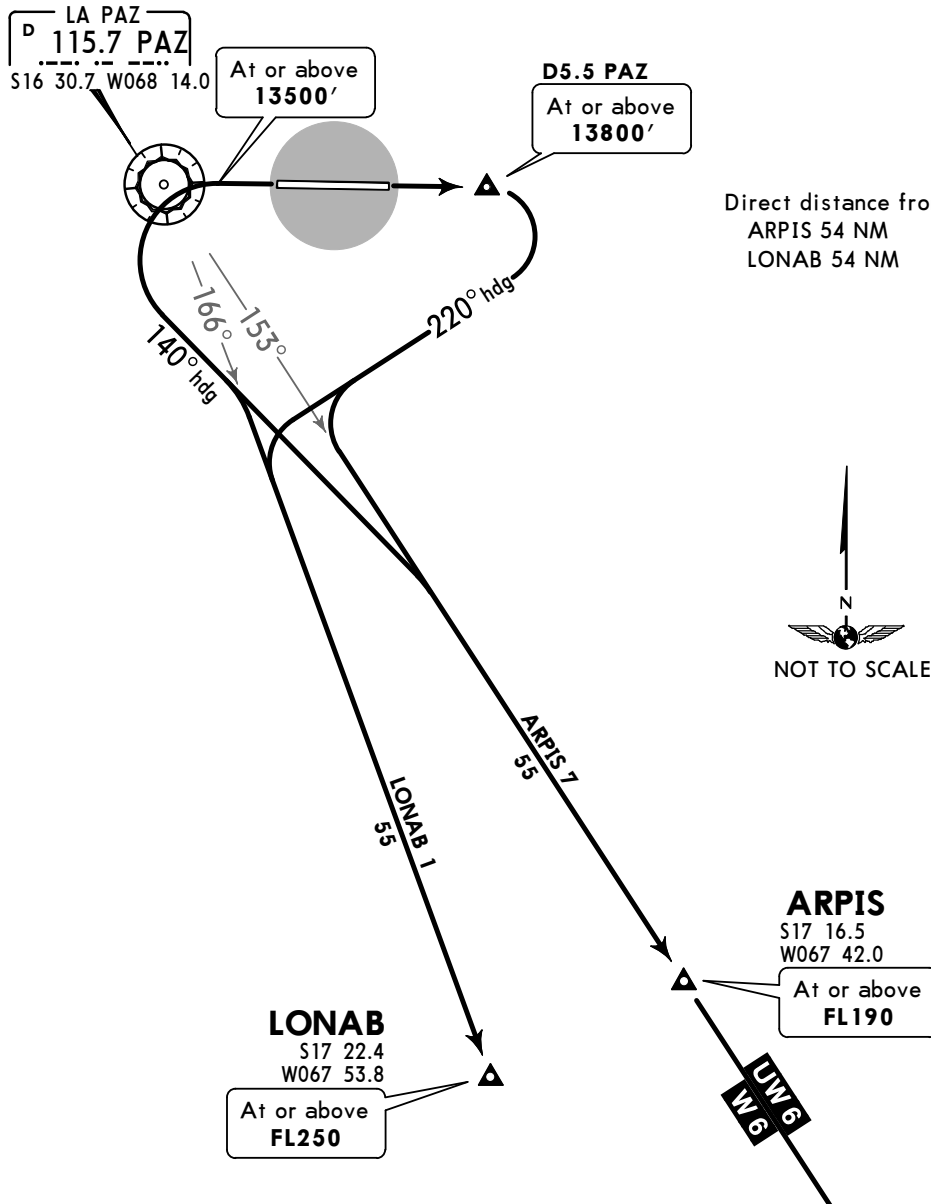 LA PAZ
D 115.7 PAZ
S16 30.7 W068 14.0
At or above
13500'
D5.5 PAZ
At or above
13800'
Direct distance fro
ARPIS 54 NM
LONAB 54 NM
166°
153°
140° hdg
220° hdg
N
NOT TO SCALE
ARPIS 7
55
LONAB 1
55
ARPIS
S17 16.5
W067 42.0
At or above
FL190
LONAB
S17 22.4
W067 53.8
At or above
FL250
UW 6
W 6